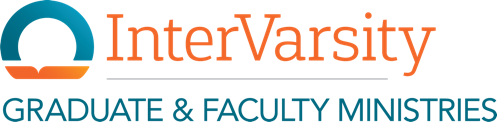 InterVarsity
GRADUATE & FACULTY MINISTRIES